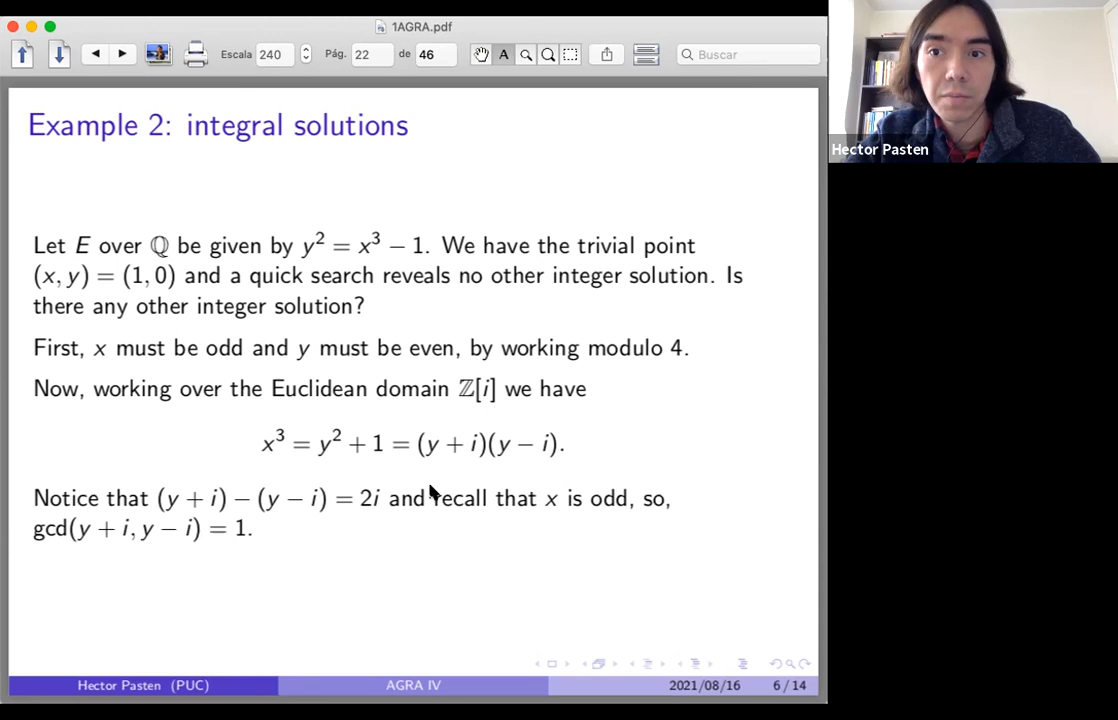 1AGRA.pdf
Escala 240 Pág. 22 de 46 A Buscar
Hector Pasten
Example 2: integral solutions
Let E over ℚ be given by y² = x³ − 1. We have the trivial point
(x, y) = (1, 0) and a quick search reveals no other integer solution. Is
there any other integer solution?
First, x must be odd and y must be even, by working modulo 4.
Now, working over the Euclidean domain ℤ[i] we have
x³ = y² + 1 = (y + i)(y − i).
Notice that (y + i) − (y − i) = 2i and recall that x is odd, so,
gcd(y + i, y − i) = 1.
Hector Pasten (PUC) AGRA IV 2021/08/16 6 / 14